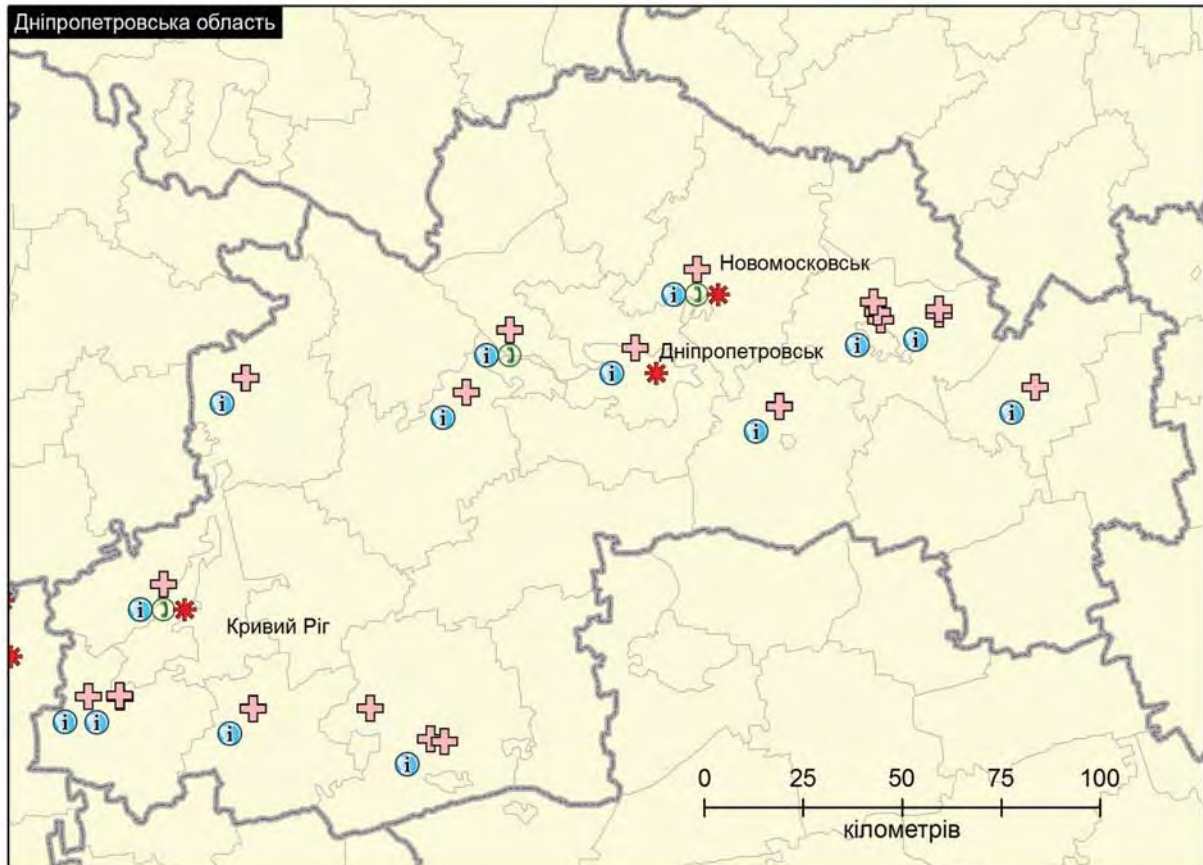 Дніпропетровська область
Новомосковськ
Дніпропетровськ
Кривий Ріг
0 25 50 75 100
кілометрів